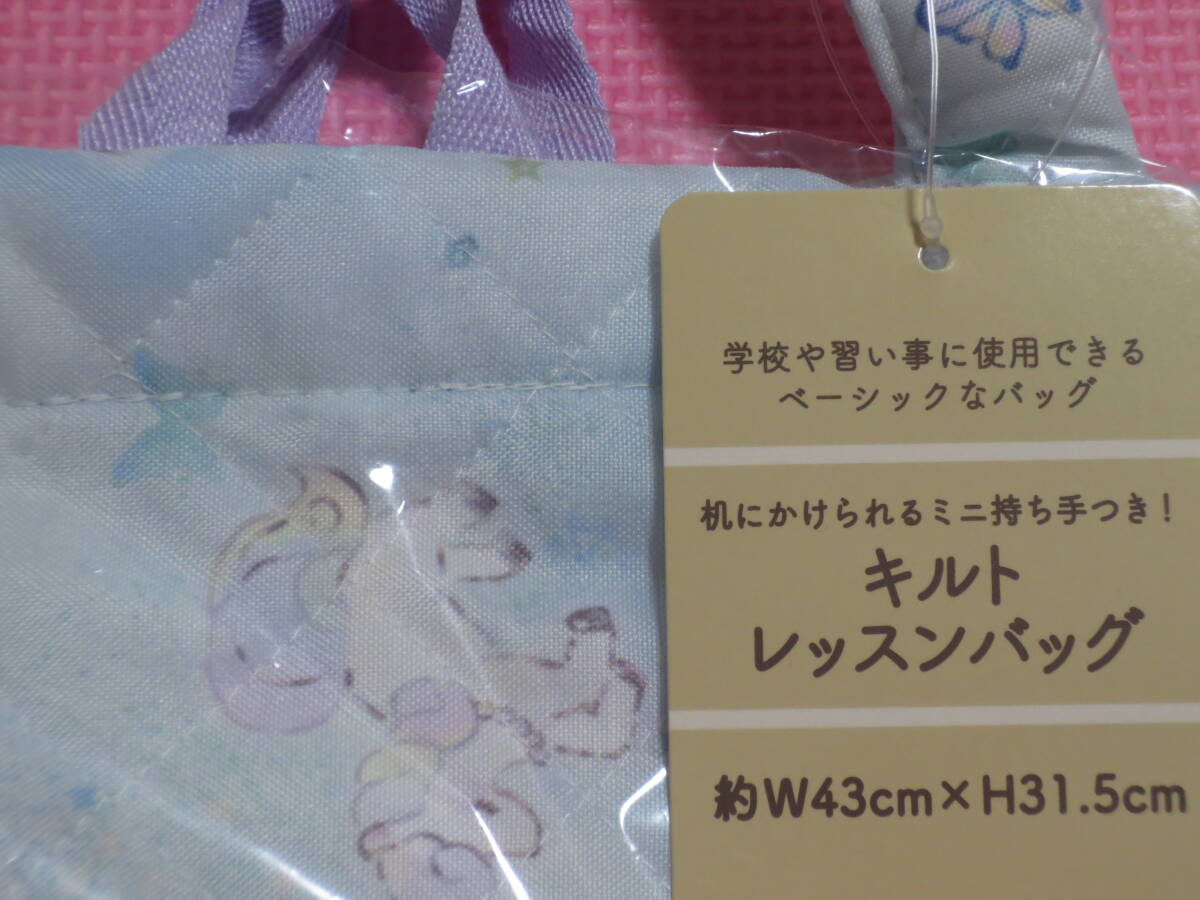 学校や習い事に使用できる
ベーシックなバッグ
机にかけられるミニ持ち手つき!
キルト
レッスンバッグ
約W43cm×H31.5cm